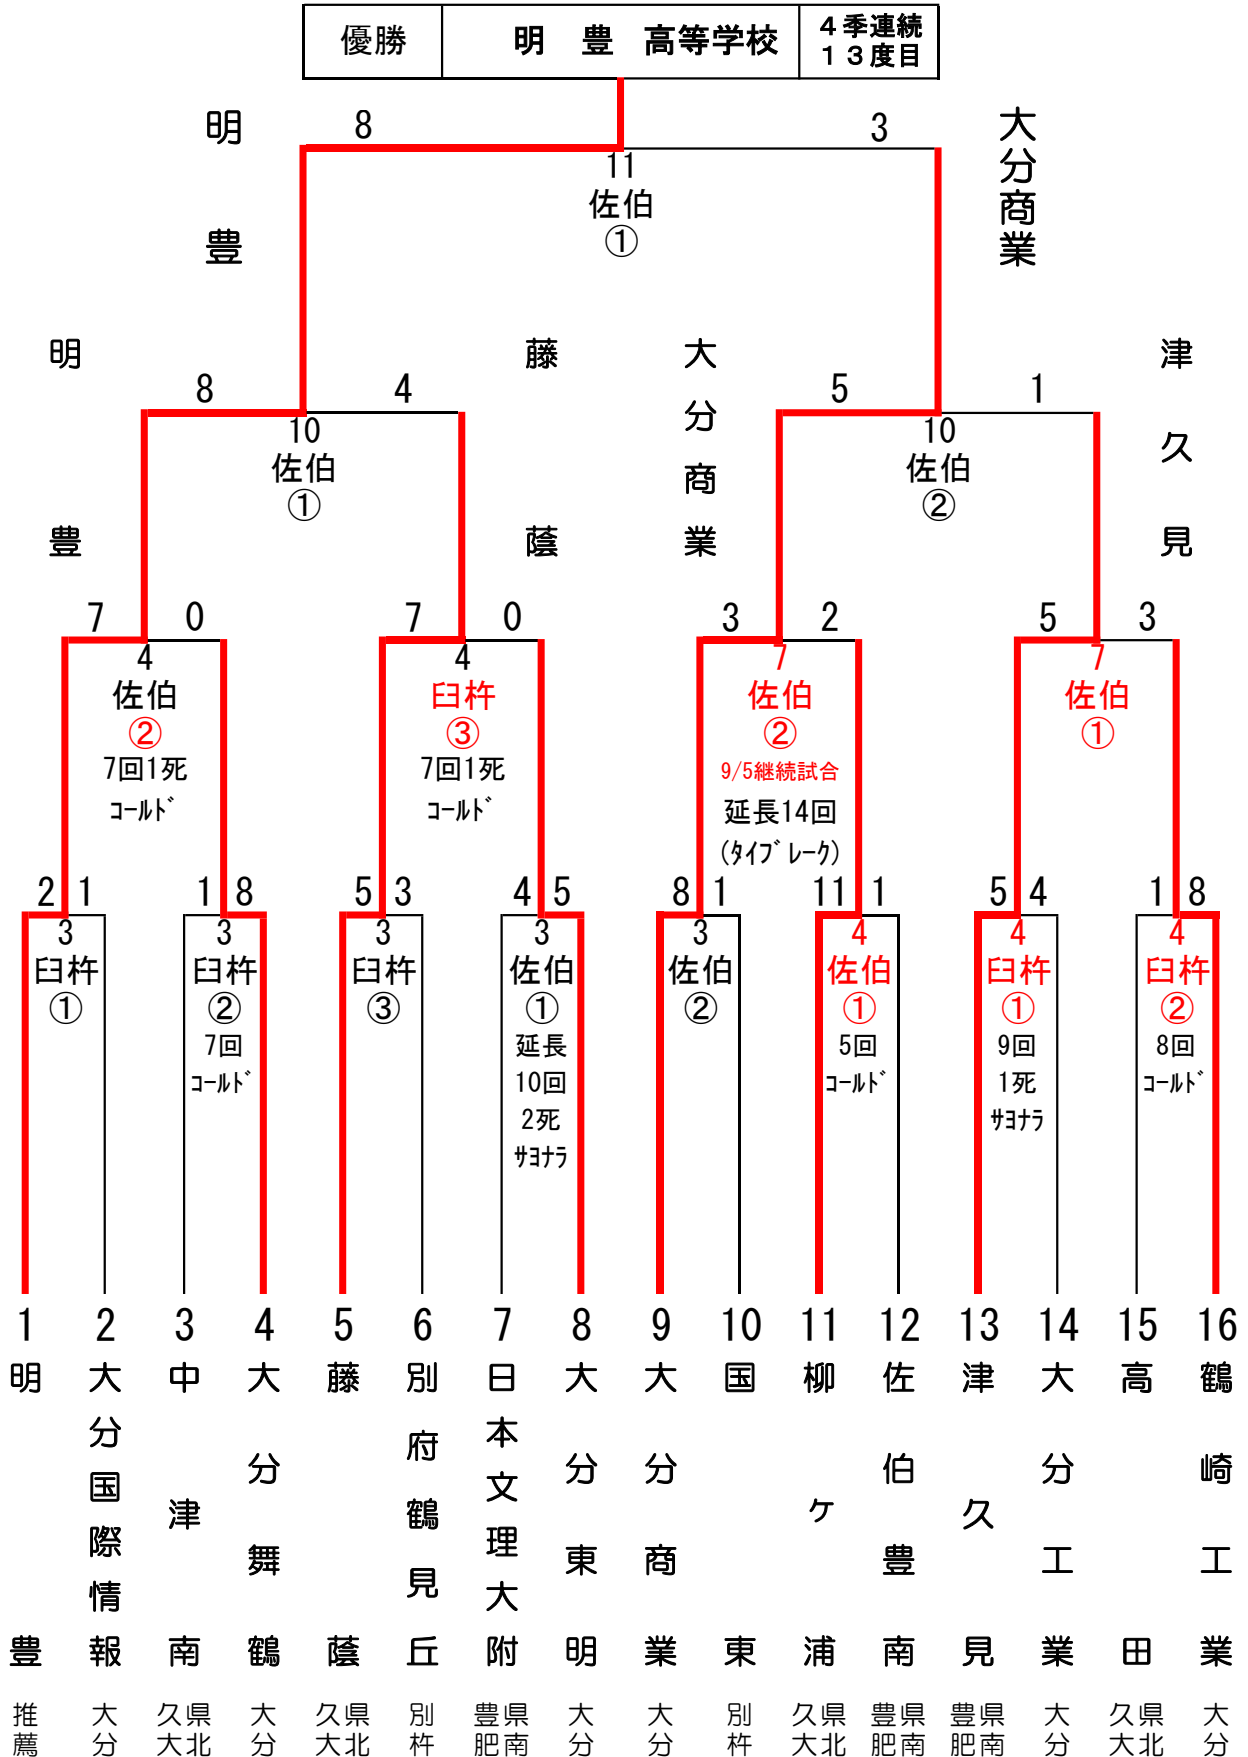 優勝 明 豊 高等学校 4季連続
13度目
明豊 8 3 大分商業
11
佐伯
①
明豊 8 4 藤蔭 大分商業 5 1 津久見
10 10
佐伯 佐伯
① ②
7 0 7 0 3 2 5 3
4 4 7 7
佐伯 臼杵 佐伯 佐伯
② ③ ② ①
7回1死 7回1死 9/5継続試合
ｺｰﾙﾄﾞ ｺｰﾙﾄﾞ 延長14回
(ﾀｲﾌﾞﾚｰｸ)
2 1 1 8 5 3 4 5 8 1 11 1 5 4 1 8
3 3 3 3 3 4 4 4
臼杵 臼杵 臼杵 佐伯 佐伯 佐伯 臼杵 臼杵
① ② ③ ① ② ① ① ②
7回 延長 5回 9回 8回
ｺｰﾙﾄﾞ 10回 ｺｰﾙﾄﾞ 1死 ｺｰﾙﾄﾞ
2死 ｻﾖﾅﾗ
ｻﾖﾅﾗ
1 2 3 4 5 6 7 8 9 10 11 12 13 14 15 16
明豊
大分国際情報
中津南
大分舞鶴
藤蔭
別府鶴見丘
日本文理大附
大分東明
大分商業
国東
柳ケ浦
佐伯豊南
津久見
大分工業
高田
鶴崎工業
推薦
大分
県北久大
大分
県北久大
別杵
県南豊肥
大分
大分
別杵
県北久大
県南豊肥
県南豊肥
大分
県北久大
大分